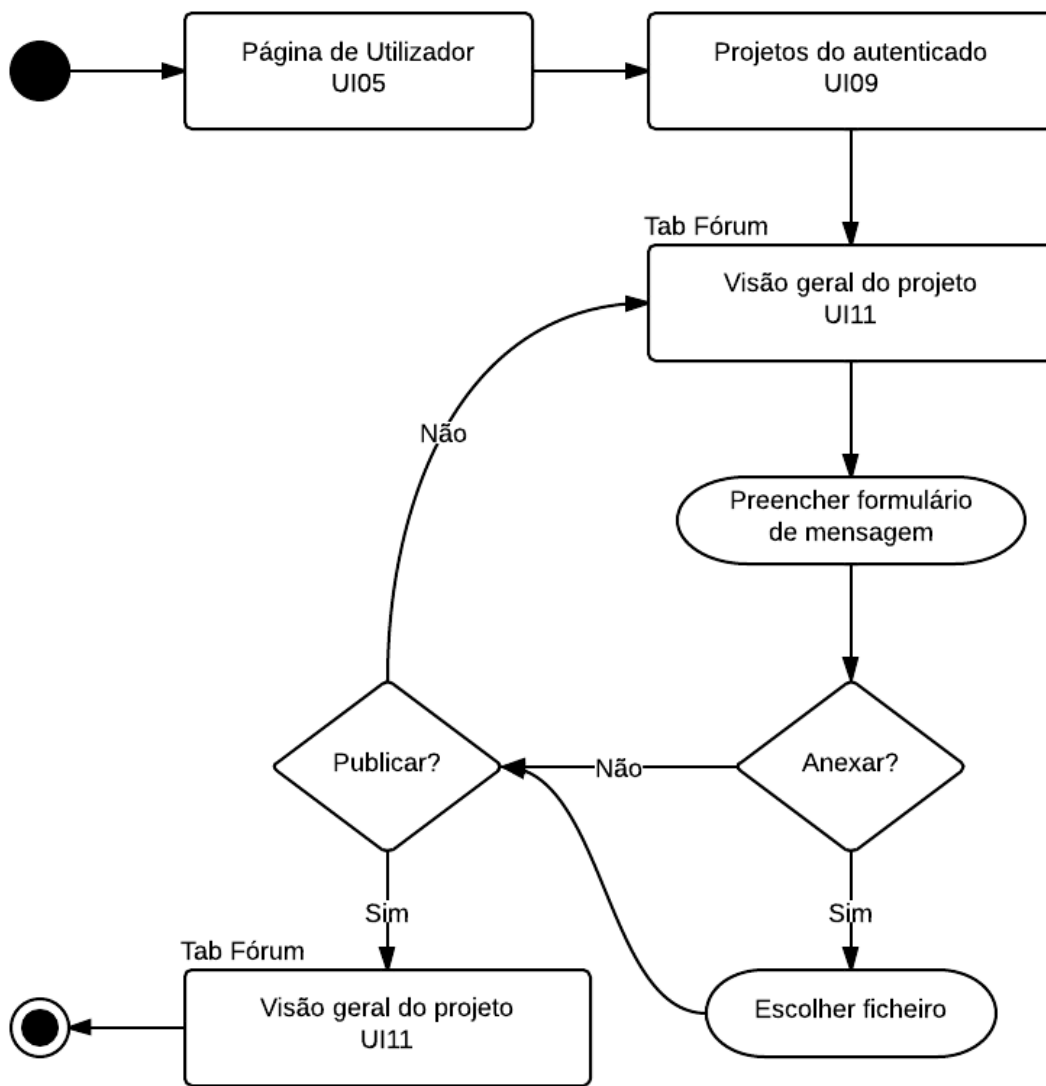 Página de Utilizador
UI05
Projetos do autenticado
UI09
Tab Fórum
Visão geral do projeto
UI11
Não
Preencher formulário
de mensagem
Publicar?
Não
Anexar?
Sim
Sim
Tab Fórum
Visão geral do projeto
UI11
Escolher ficheiro